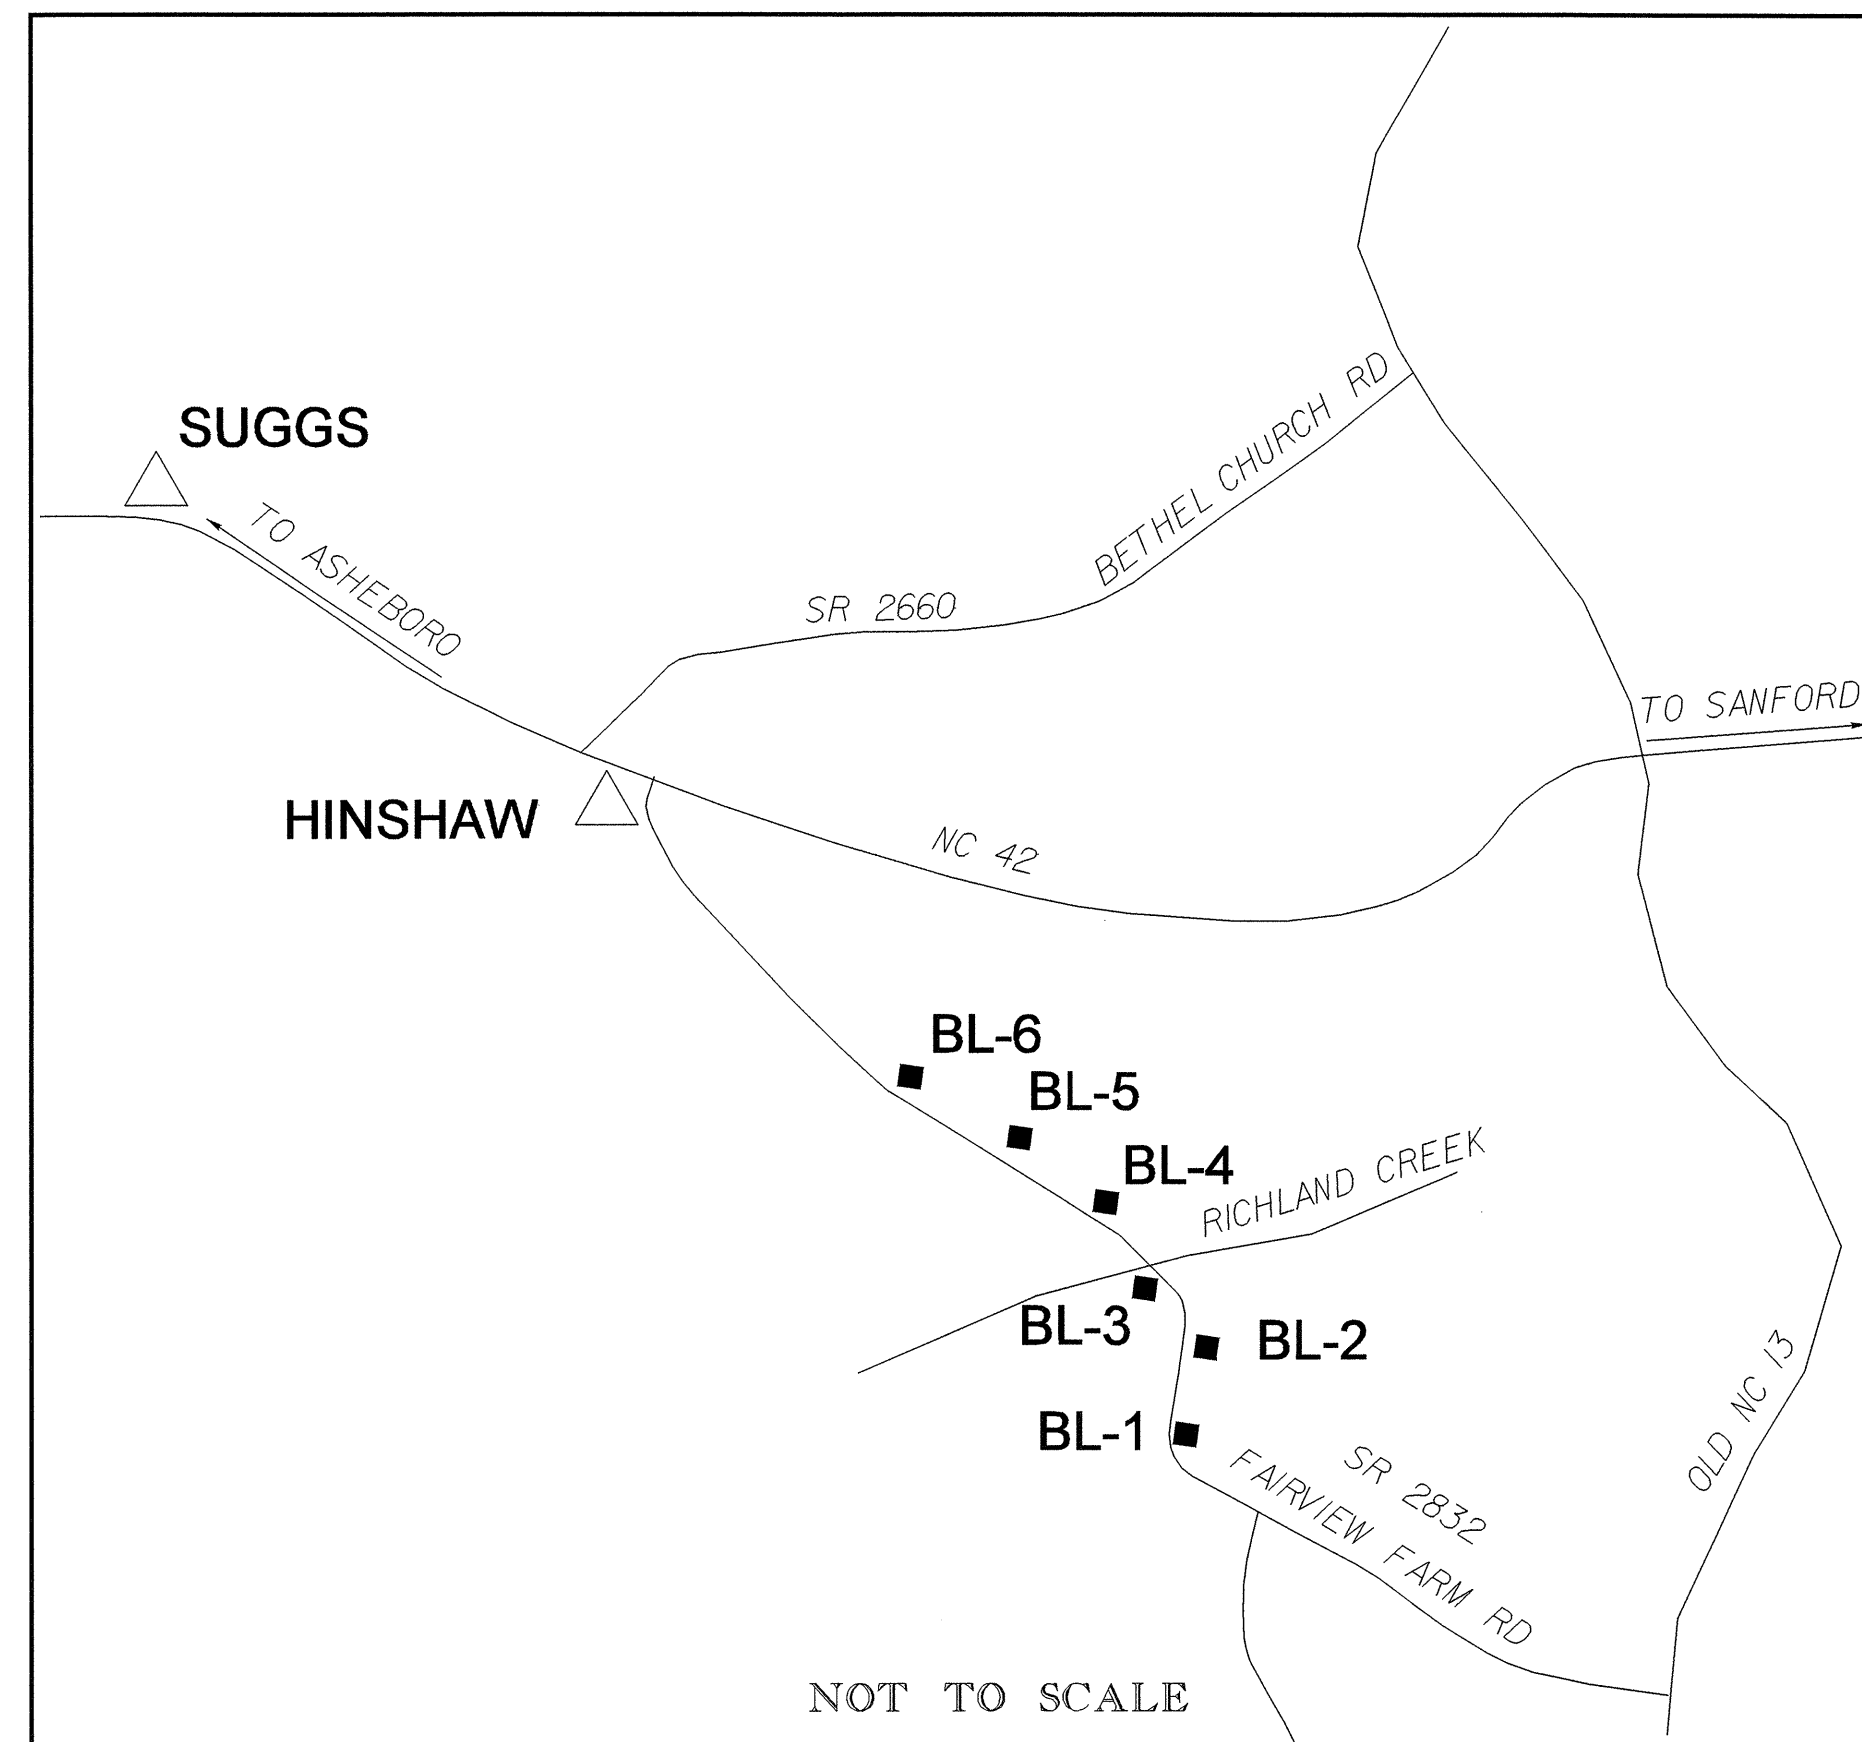 SUGGS
TO ASHEBORO
BETHEL CHURCH RD
SR 2660
TO SANFORD
HINSHAW
NC 42
BL-6
BL-5
BL-4
RICHLAND CREEK
BL-3
BL-2
BL-1
OLD NC 13
SR 2832
FAIRVIEW FARM RD
NOT TO SCALE